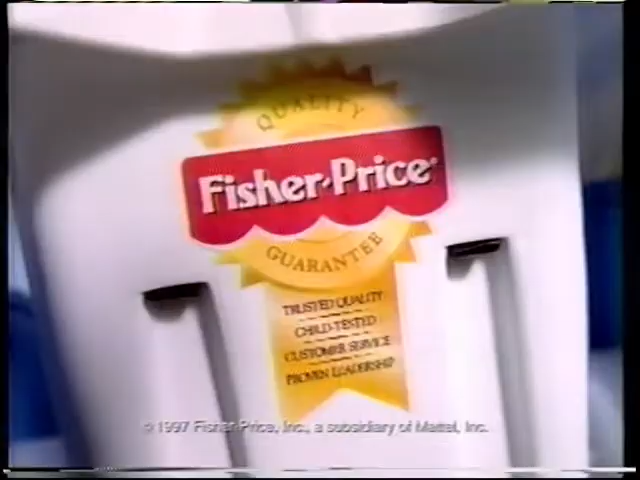 QUALITY
Fisher-Price
GUARANTEE
TRUSTED QUALITY
CHILD-TESTED
CUSTOMER SERVICE
PROVEN LEADERSHIP
© 1997 Fisher-Price, Inc., a subsidiary of Mattel, Inc.